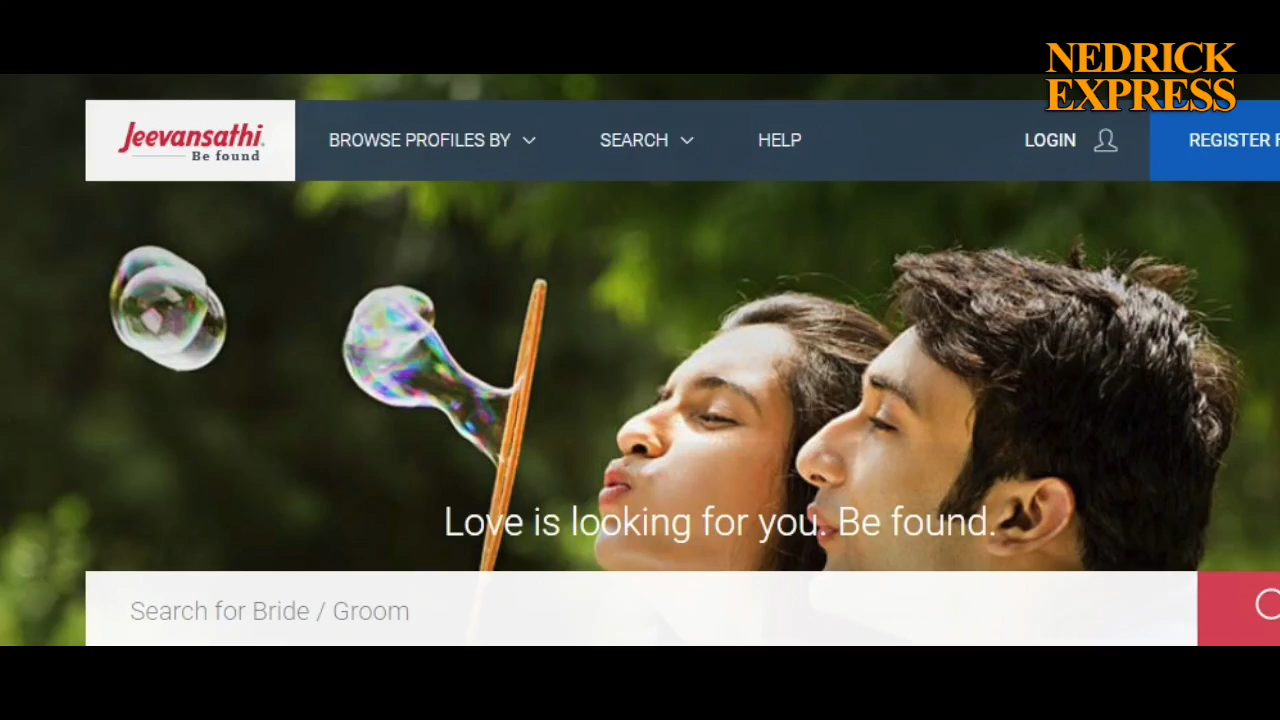 NEDRICK
EXPRESS
Jeevansathi
Be found
BROWSE PROFILES BY
SEARCH
HELP
LOGIN
REGISTER
Love is looking for you. Be found.
Search for Bride / Groom